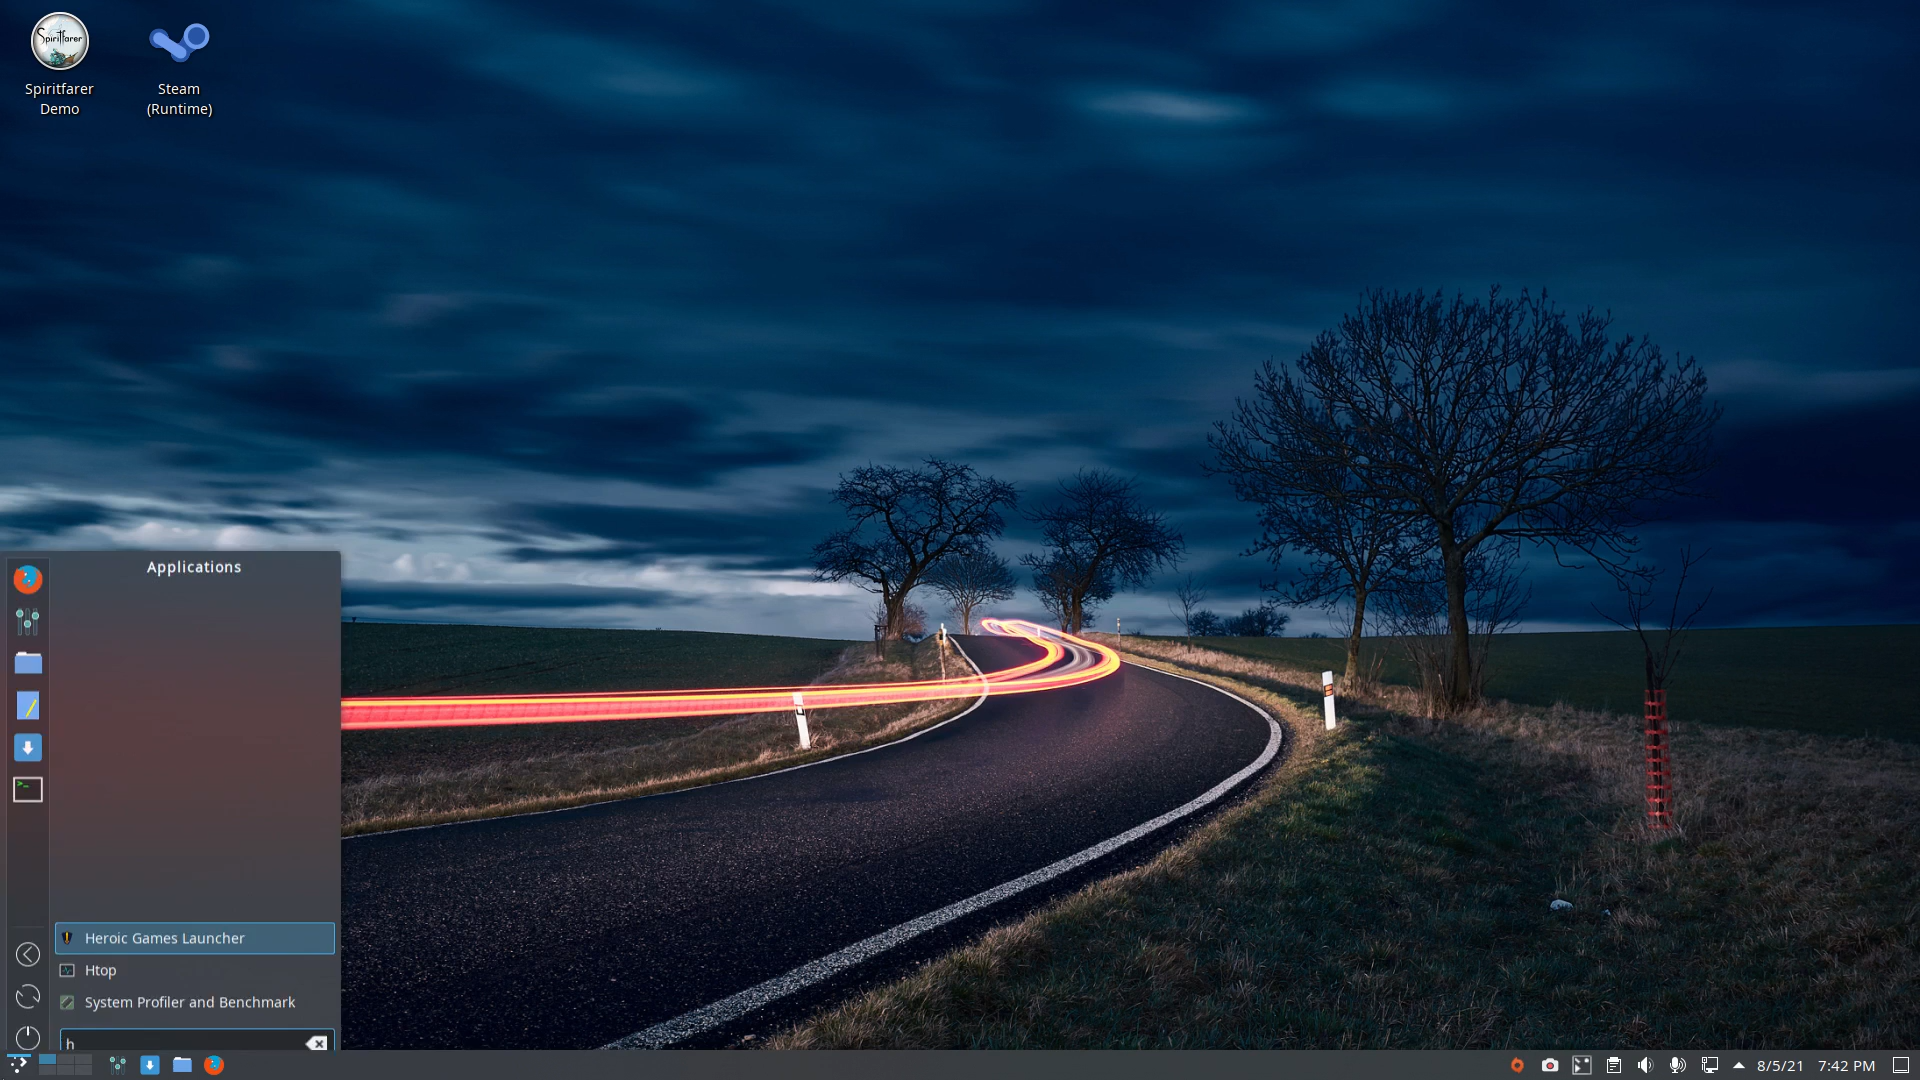 Spiritfarer
Spiritfarer
Demo
Steam
(Runtime)
Applications
Heroic Games Launcher
Htop
System Profiler and Benchmark
h
8/5/21 7:42 PM